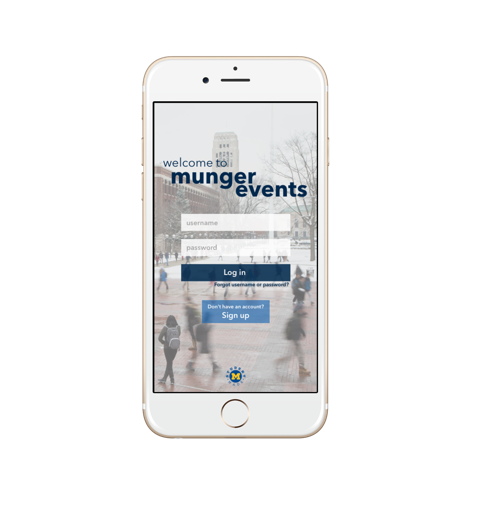 welcome to
munger
events
username
password
Log in
Forgot username or password?
Don't have an account?
Sign up
M